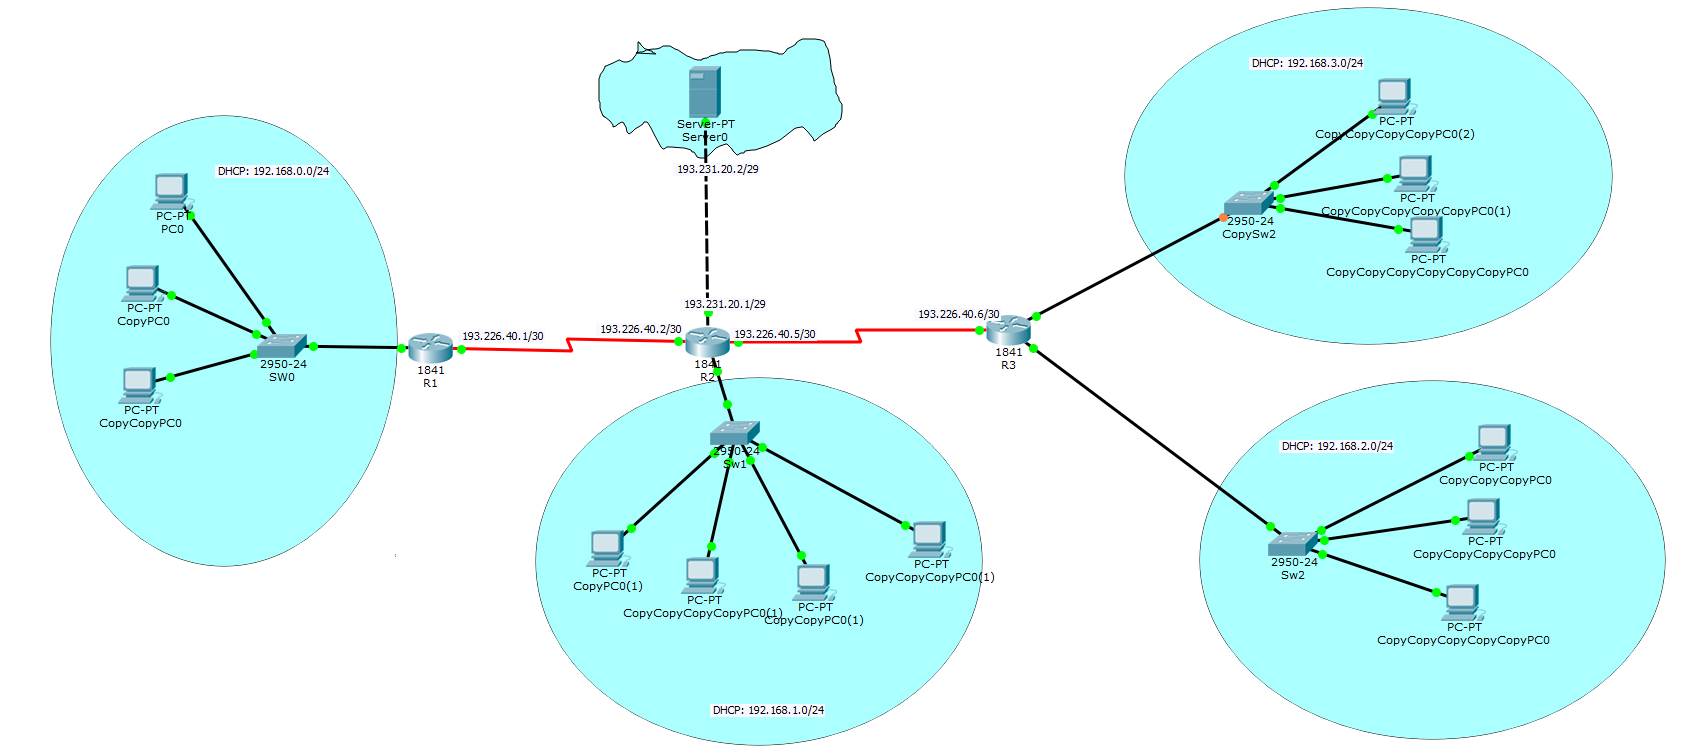 DHCP: 192.168.0.0/24
PC-PT
PC0
PC-PT
CopyPC0
PC-PT
CopyCopyPC0
2950-24
SW0
1841
R1
193.226.40.1/30
Server-PT
Server0
193.231.20.2/29
193.231.20.1/29
193.226.40.2/30
193.226.40.5/30
1841
R2
2950-24
Sw1
PC-PT
CopyPC0(1)
PC-PT
CopyCopyCopyCopyPC0(1)
PC-PT
CopyCopyPC0(1)
PC-PT
CopyCopyCopyPC0(1)
DHCP: 192.168.1.0/24
193.226.40.6/30
1841
R3
DHCP: 192.168.3.0/24
PC-PT
CopyCopyCopyCopyPC0(2)
PC-PT
CopyCopyCopyCopyCopyPC0(1)
PC-PT
CopyCopyCopyCopyCopyCopyPC0
2950-24
CopySw2
DHCP: 192.168.2.0/24
PC-PT
CopyCopyCopyPC0
PC-PT
CopyCopyCopyCopyPC0
PC-PT
CopyCopyCopyCopyCopyPC0
2950-24
Sw2